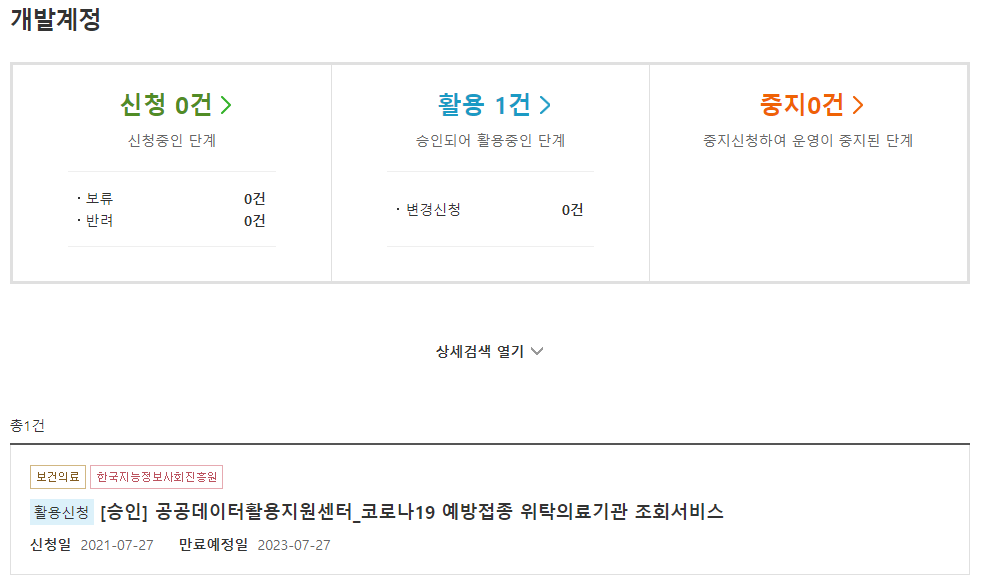 개발계정
신청 0건
신청중인 단계
· 보류 0건
· 반려 0건
활용 1건
승인되어 활용중인 단계
· 변경신청 0건
중지0건
중지신청하여 운영이 중지된 단계
상세검색 열기
총1건
보건의료 한국지능정보사회진흥원
활용신청 [승인] 공공데이터활용지원센터_코로나19 예방접종 위탁의료기관 조회서비스
신청일 2021-07-27 만료예정일 2023-07-27